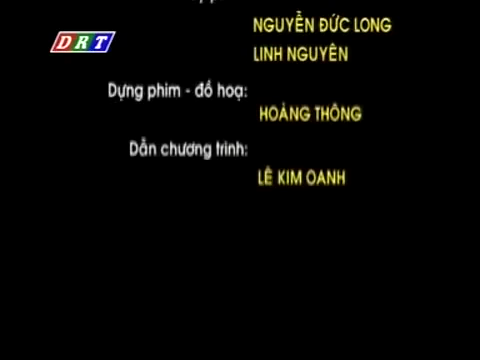 NGUYỄN ĐỨC LONG
DRT
LINH NGUYÊN
Dựng phim - đồ hoạ:
HOÀNG THÔNG
Dẫn chương trình:
LÊ KIM OANH